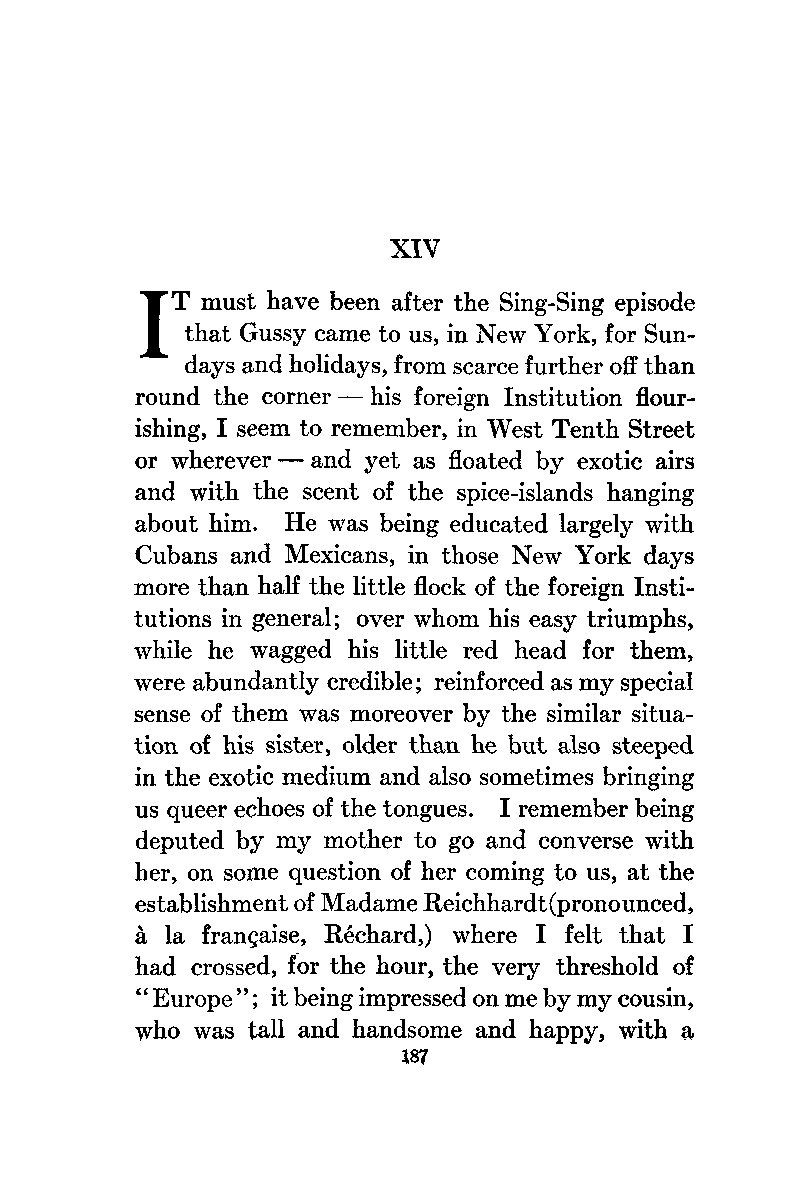 XIV
IT must have been after the Sing-Sing episode
that Gussy came to us, in New York, for Sun-
days and holidays, from scarce further off than
round the corner — his foreign Institution flour-
ishing, I seem to remember, in West Tenth Street
or wherever — and yet as floated by exotic airs
and with the scent of the spice-islands hanging
about him. He was being educated largely with
Cubans and Mexicans, in those New York days
more than half the little flock of the foreign Insti-
tutions in general; over whom his easy triumphs,
while he wagged his little red head for them,
were abundantly credible; reinforced as my special
sense of them was moreover by the similar situa-
tion of his sister, older than he but also steeped
in the exotic medium and also sometimes bringing
us queer echoes of the tongues. I remember being
deputed by my mother to go and converse with
her, on some question of her coming to us, at the
establishment of Madame Reichhardt(pronounced,
à la française, Réchard,) where I felt that I
had crossed, for the hour, the very threshold of
"Europe"; it being impressed on me by my cousin,
who was tall and handsome and happy, with a
187